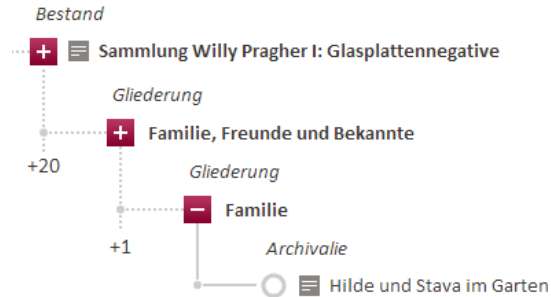 Bestand
Sammlung Willy Pragher I: Glasplattennegative
Gliederung
Familie, Freunde und Bekannte
+20
Gliederung
Familie
+1
Archivalie
Hilde und Stava im Garten